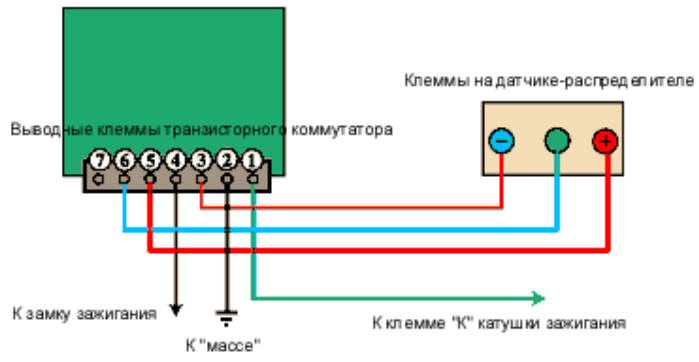 Клеммы на датчике-распределителе
Выводные клеммы транзисторного коммутатора
7 6 5 4 3 2 1
− +
К замку зажигания
К "массе"
К клемме "К" катушки зажигания